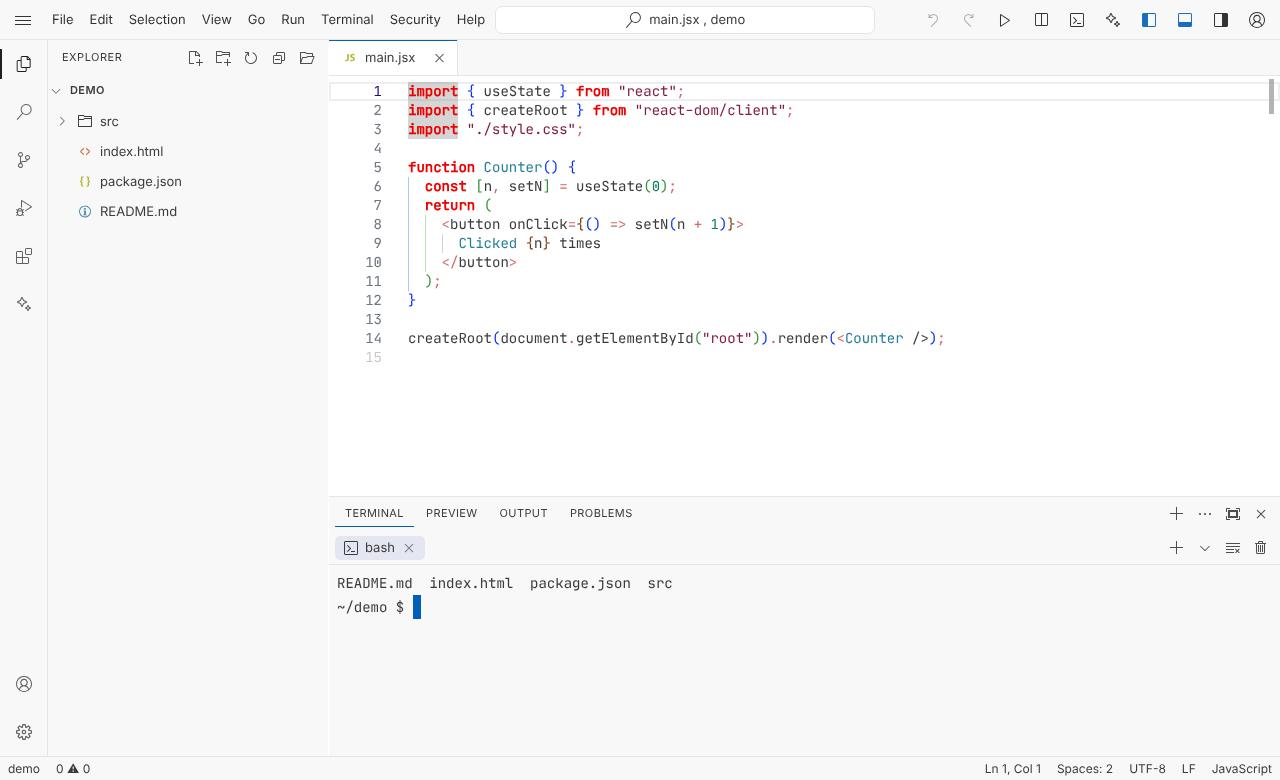 File Edit Selection View Go Run Terminal Security Help main.jsx , demo
EXPLORER
DEMO
src
index.html
package.json
README.md
JS main.jsx
1 import { useState } from "react";
2 import { createRoot } from "react-dom/client";
3 import "./style.css";
4
5 function Counter() {
6 const [n, setN] = useState(0);
7 return (
8 <button onClick={() => setN(n + 1)}>
9 Clicked {n} times
10 </button>
11 );
12 }
13
14 createRoot(document.getElementById("root")).render(<Counter />);
15
TERMINAL PREVIEW OUTPUT PROBLEMS
bash
README.md index.html package.json src
~/demo $
demo 0 0 Ln 1, Col 1 Spaces: 2 UTF-8 LF JavaScript